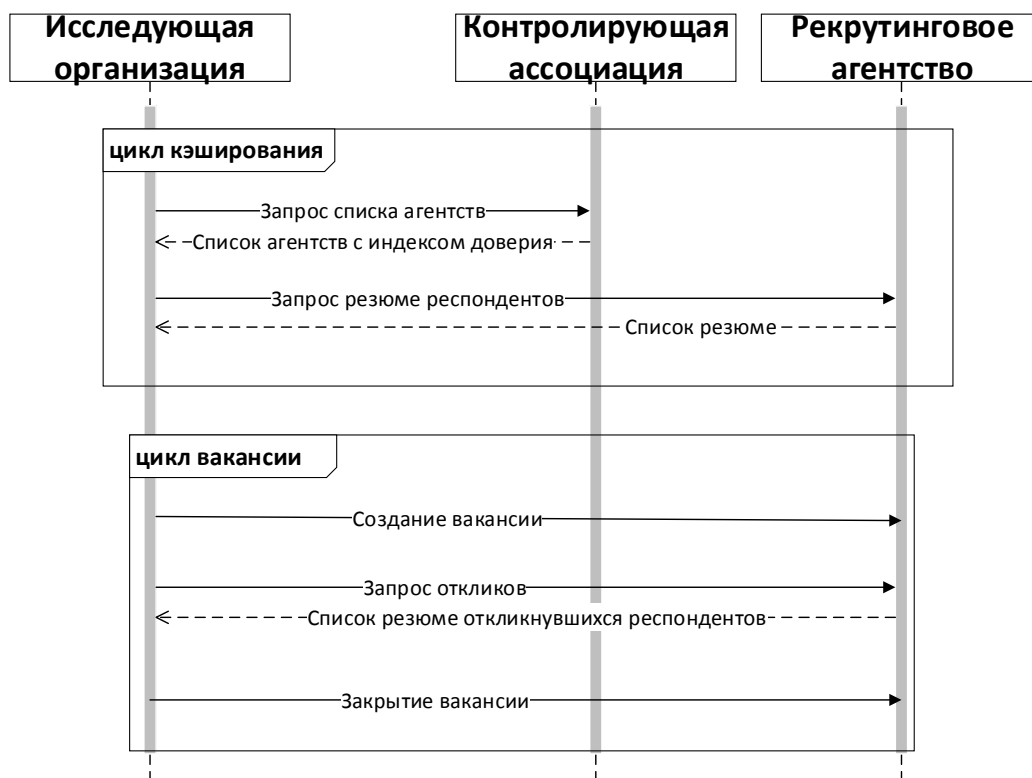 Исследующая
организация
Контролирующая
ассоциация
Рекрутинговое
агентство
цикл кэширования
Запрос списка агентств
Список агентств с индексом доверия
Запрос резюме респондентов
Список резюме
цикл вакансии
Создание вакансии
Запрос откликов
Список резюме откликнувшихся респондентов
Закрытие вакансии